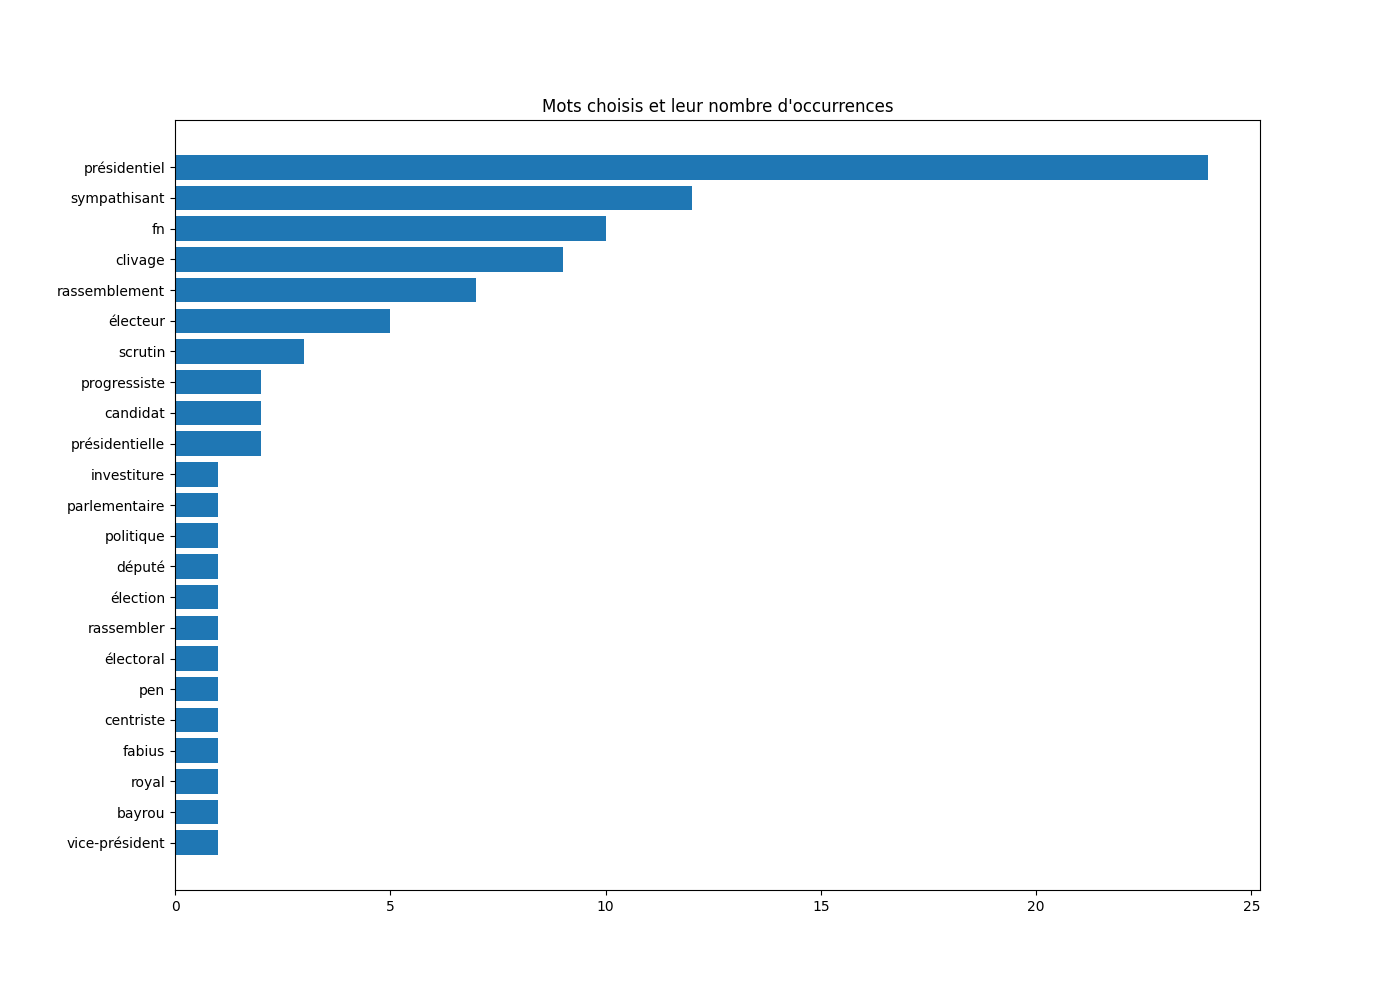 Mots choisis et leur nombre d'occurrences
présidentiel
sympathisant
fn
clivage
rassemblement
électeur
scrutin
progressiste
candidat
présidentielle
investiture
parlementaire
politique
député
élection
rassembler
électoral
pen
centriste
fabius
royal
bayrou
vice-président
0 5 10 15 20 25